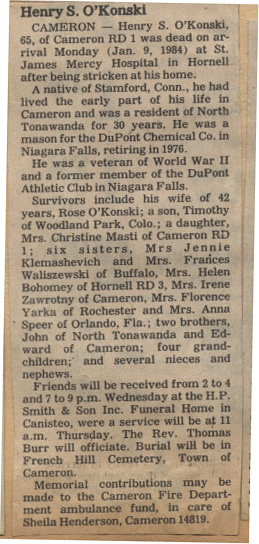 Henry S. O'Konski
CAMERON — Henry S. O'Konski,
65, of Cameron RD 1 was dead on ar-
rival Monday (Jan. 9, 1984) at St.
James Mercy Hospital in Hornell
after being stricken at his home.
A native of Stamford, Conn., he had
lived the early part of his life in
Cameron and was a resident of North
Tonawanda for 30 years. He was a
mason for the DuPont Chemical Co. in
Niagara Falls, retiring in 1976.
He was a veteran of World War II
and a former member of the DuPont
Athletic Club in Niagara Falls.
Survivors include his wife of 42
years, Rose O'Konski; a son, Timothy
of Woodland Park, Colo.; a daughter,
Mrs. Christine Masti of Cameron RD
1; six sisters, Mrs Jennie
Klemashevich and Mrs. Frances
Waliszewski of Buffalo, Mrs. Helen
Bohomey of Hornell RD 3, Mrs. Irene
Zawrotny of Cameron, Mrs. Florence
Yarka of Rochester and Mrs. Anna
Speer of Orlando, Fla.; two brothers,
John of North Tonawanda and Ed-
ward of Cameron; four grand-
children; and several nieces and
nephews.
Friends will be received from 2 to 4
and 7 to 9 p.m. Wednesday at the H.P.
Smith & Son Inc. Funeral Home in
Canisteo, were a service will be at 11
a.m. Thursday. The Rev. Thomas
Burr will officiate. Burial will be in
French Hill Cemetery, Town of
Cameron.
Memorial contributions may be
made to the Cameron Fire Depart-
ment ambulance fund, in care of
Sheila Henderson, Cameron 14819.